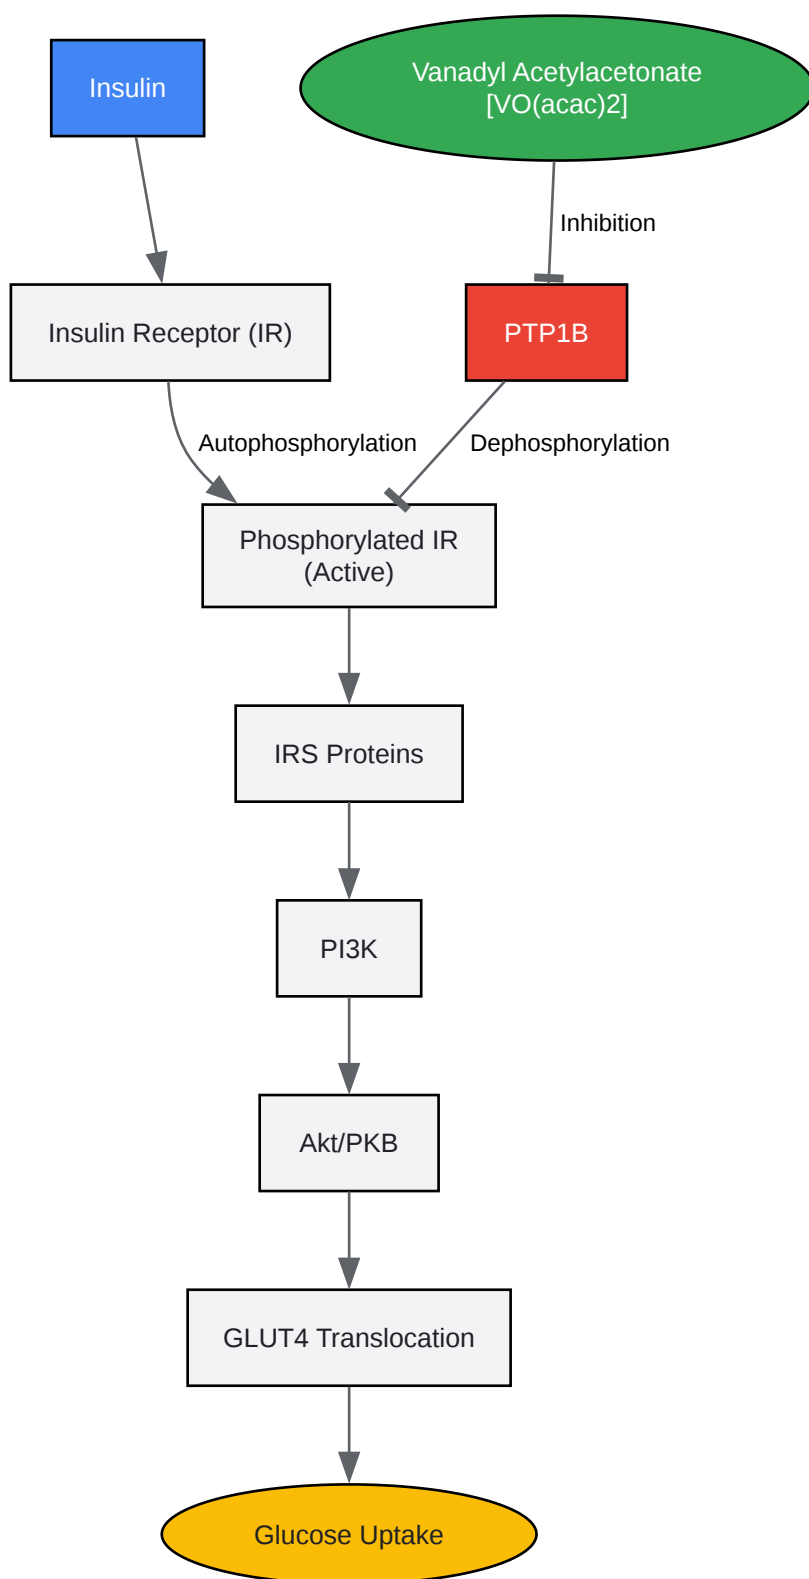 Insulin
Vanadyl Acetylacetonate
[VO(acac)2]
Inhibition
Insulin Receptor (IR)
PTP1B
Autophosphorylation
Dephosphorylation
Phosphorylated IR
(Active)
IRS Proteins
PI3K
Akt/PKB
GLUT4 Translocation
Glucose Uptake